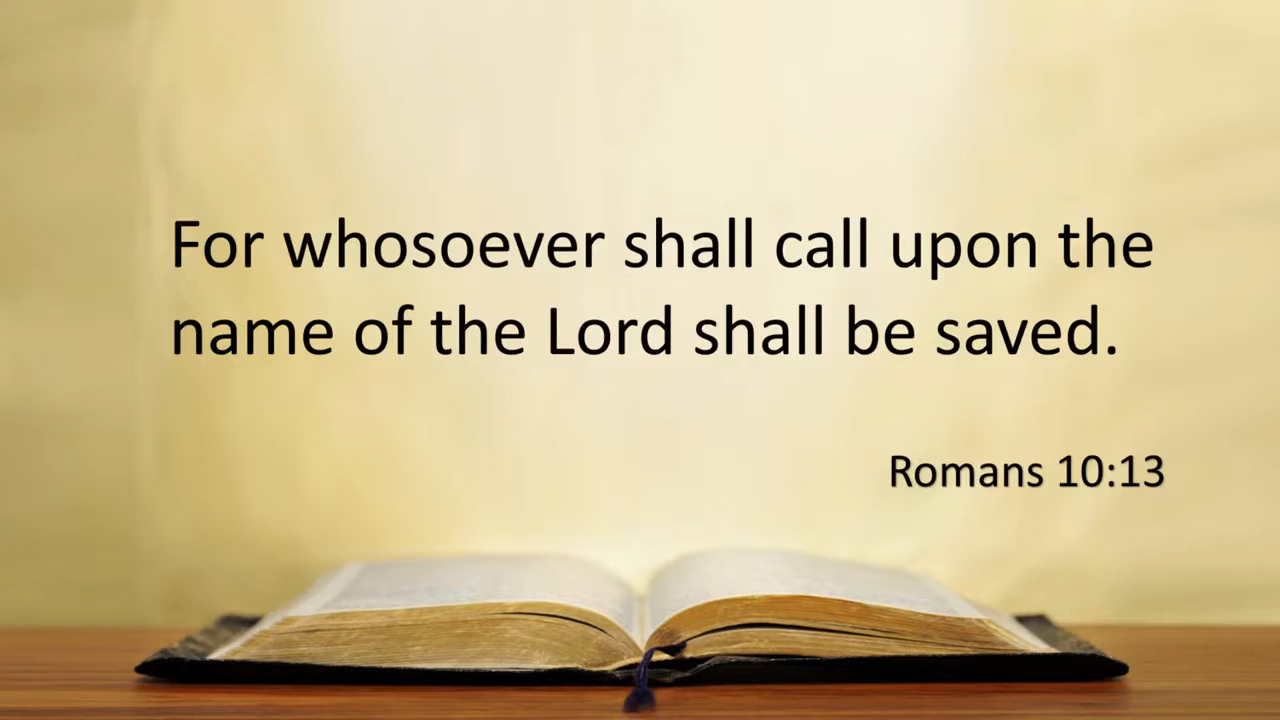 For whosoever shall call upon the
name of the Lord shall be saved.
Romans 10:13